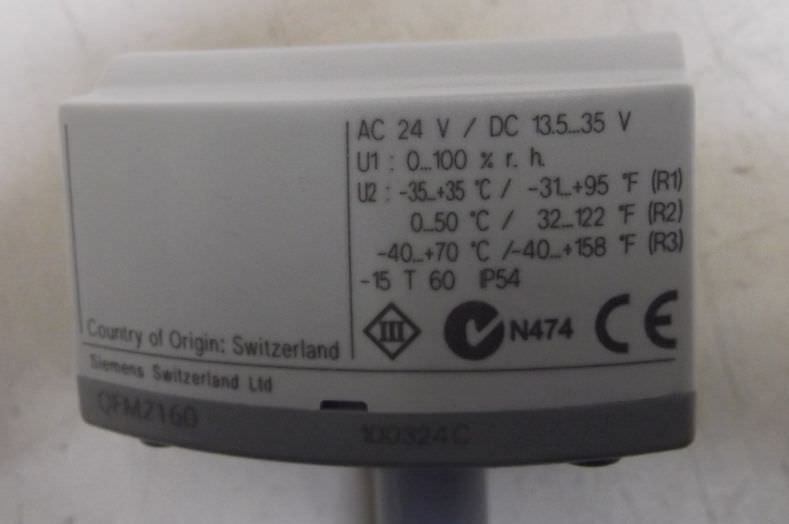 AC 24 V / DC 13.5...35 V
U1 : 0...100 % r. h.
U2 : -35...+35 °C / -31...+95 °F (R1)
0...50 °C / 32...122 °F (R2)
-40...+70 °C /-40...+158 °F (R3)
-15 T 60 IP54
III N474 CE
Country of Origin: Switzerland
Siemens Switzerland Ltd
QFM2160
100324C